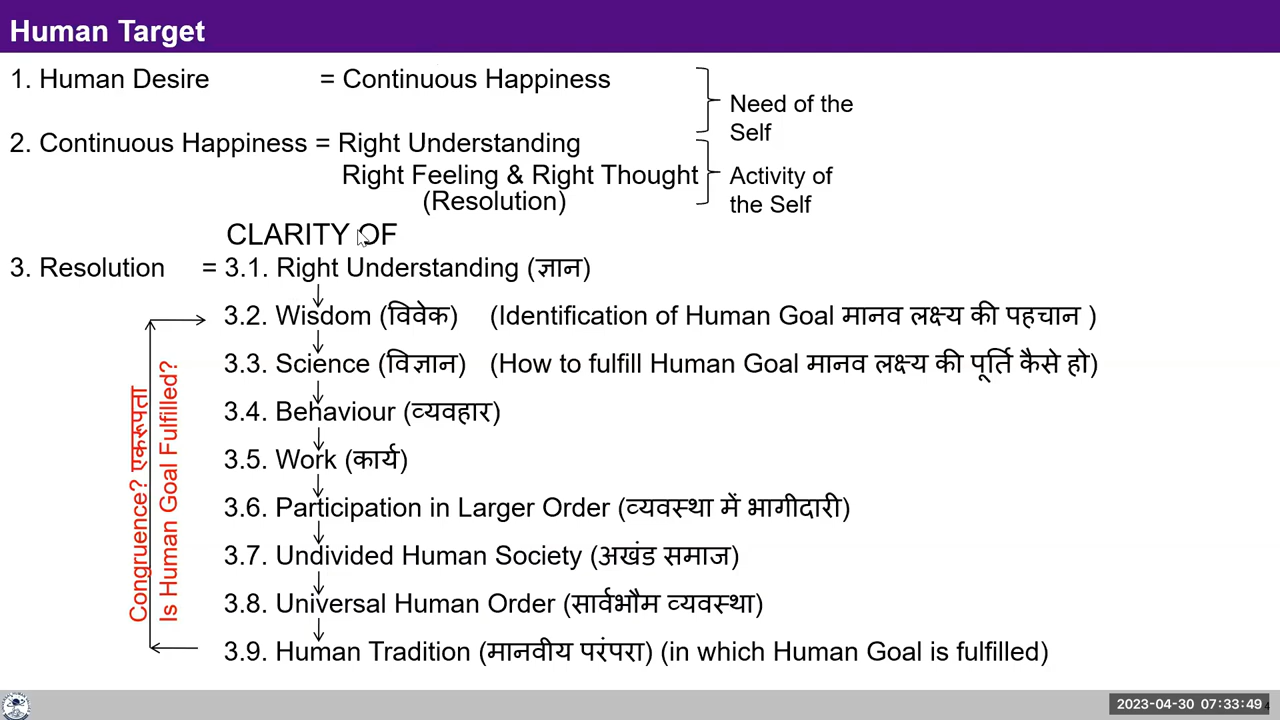 Human Target
1. Human Desire = Continuous Happiness
Need of the
Self
2. Continuous Happiness = Right Understanding
Right Feeling & Right Thought
(Resolution)
Activity of
the Self
CLARITY OF
3. Resolution = 3.1. Right Understanding (ज्ञान)
3.2. Wisdom (विवेक) (Identification of Human Goal मानव लक्ष्य की पहचान )
3.3. Science (विज्ञान) (How to fulfill Human Goal मानव लक्ष्य की पूर्ति कैसे हो)
3.4. Behaviour (व्यवहार)
3.5. Work (कार्य)
3.6. Participation in Larger Order (व्यवस्था में भागीदारी)
3.7. Undivided Human Society (अखंड समाज)
3.8. Universal Human Order (सार्वभौम व्यवस्था)
3.9. Human Tradition (मानवीय परंपरा) (in which Human Goal is fulfilled)
Congruence? एकरूपता
Is Human Goal Fulfilled?
2023-04-30 07:33:49